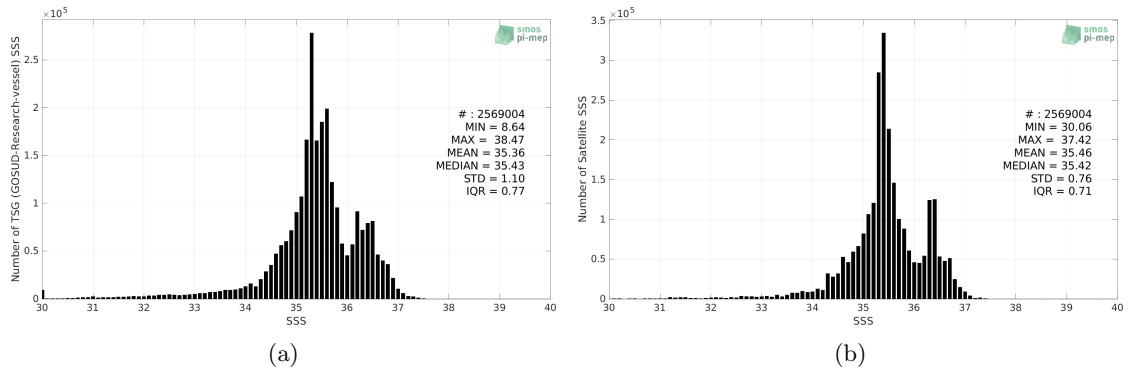 ×10^5
smos
pi-mep
Number of TSG (GOSUD-Research-vessel) SSS
2.5
2
1.5
1
0.5
0
# : 2569004
MIN = 8.64
MAX = 38.47
MEAN = 35.36
MEDIAN = 35.43
STD = 1.10
IQR = 0.77
30 31 32 33 34 35 36 37 38 39 40
SSS
(a)
×10^5
smos
pi-mep
Number of Satellite SSS
3.5
3
2.5
2
1.5
1
0.5
0
# : 2569004
MIN = 30.06
MAX = 37.42
MEAN = 35.46
MEDIAN = 35.42
STD = 0.76
IQR = 0.71
30 31 32 33 34 35 36 37 38 39 40
SSS
(b)